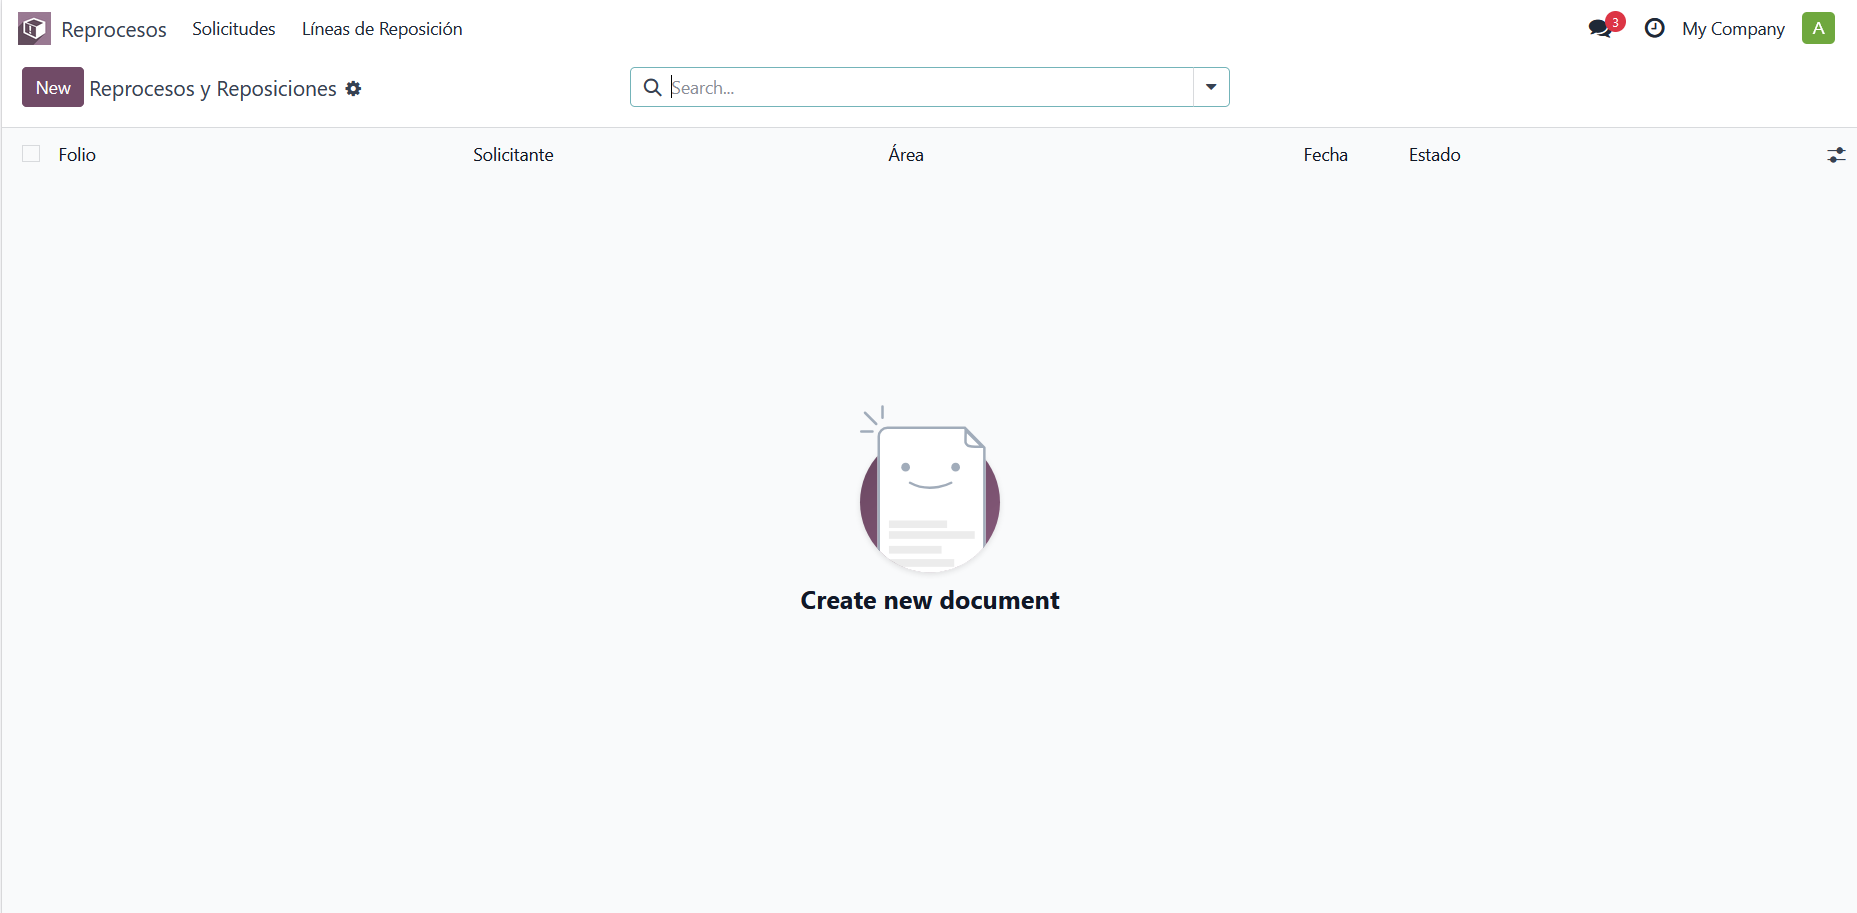 Reprocesos Solicitudes Líneas de Reposición 3 My Company A
New Reprocesos y Reposiciones Search...
Folio Solicitante Área Fecha Estado
Create new document